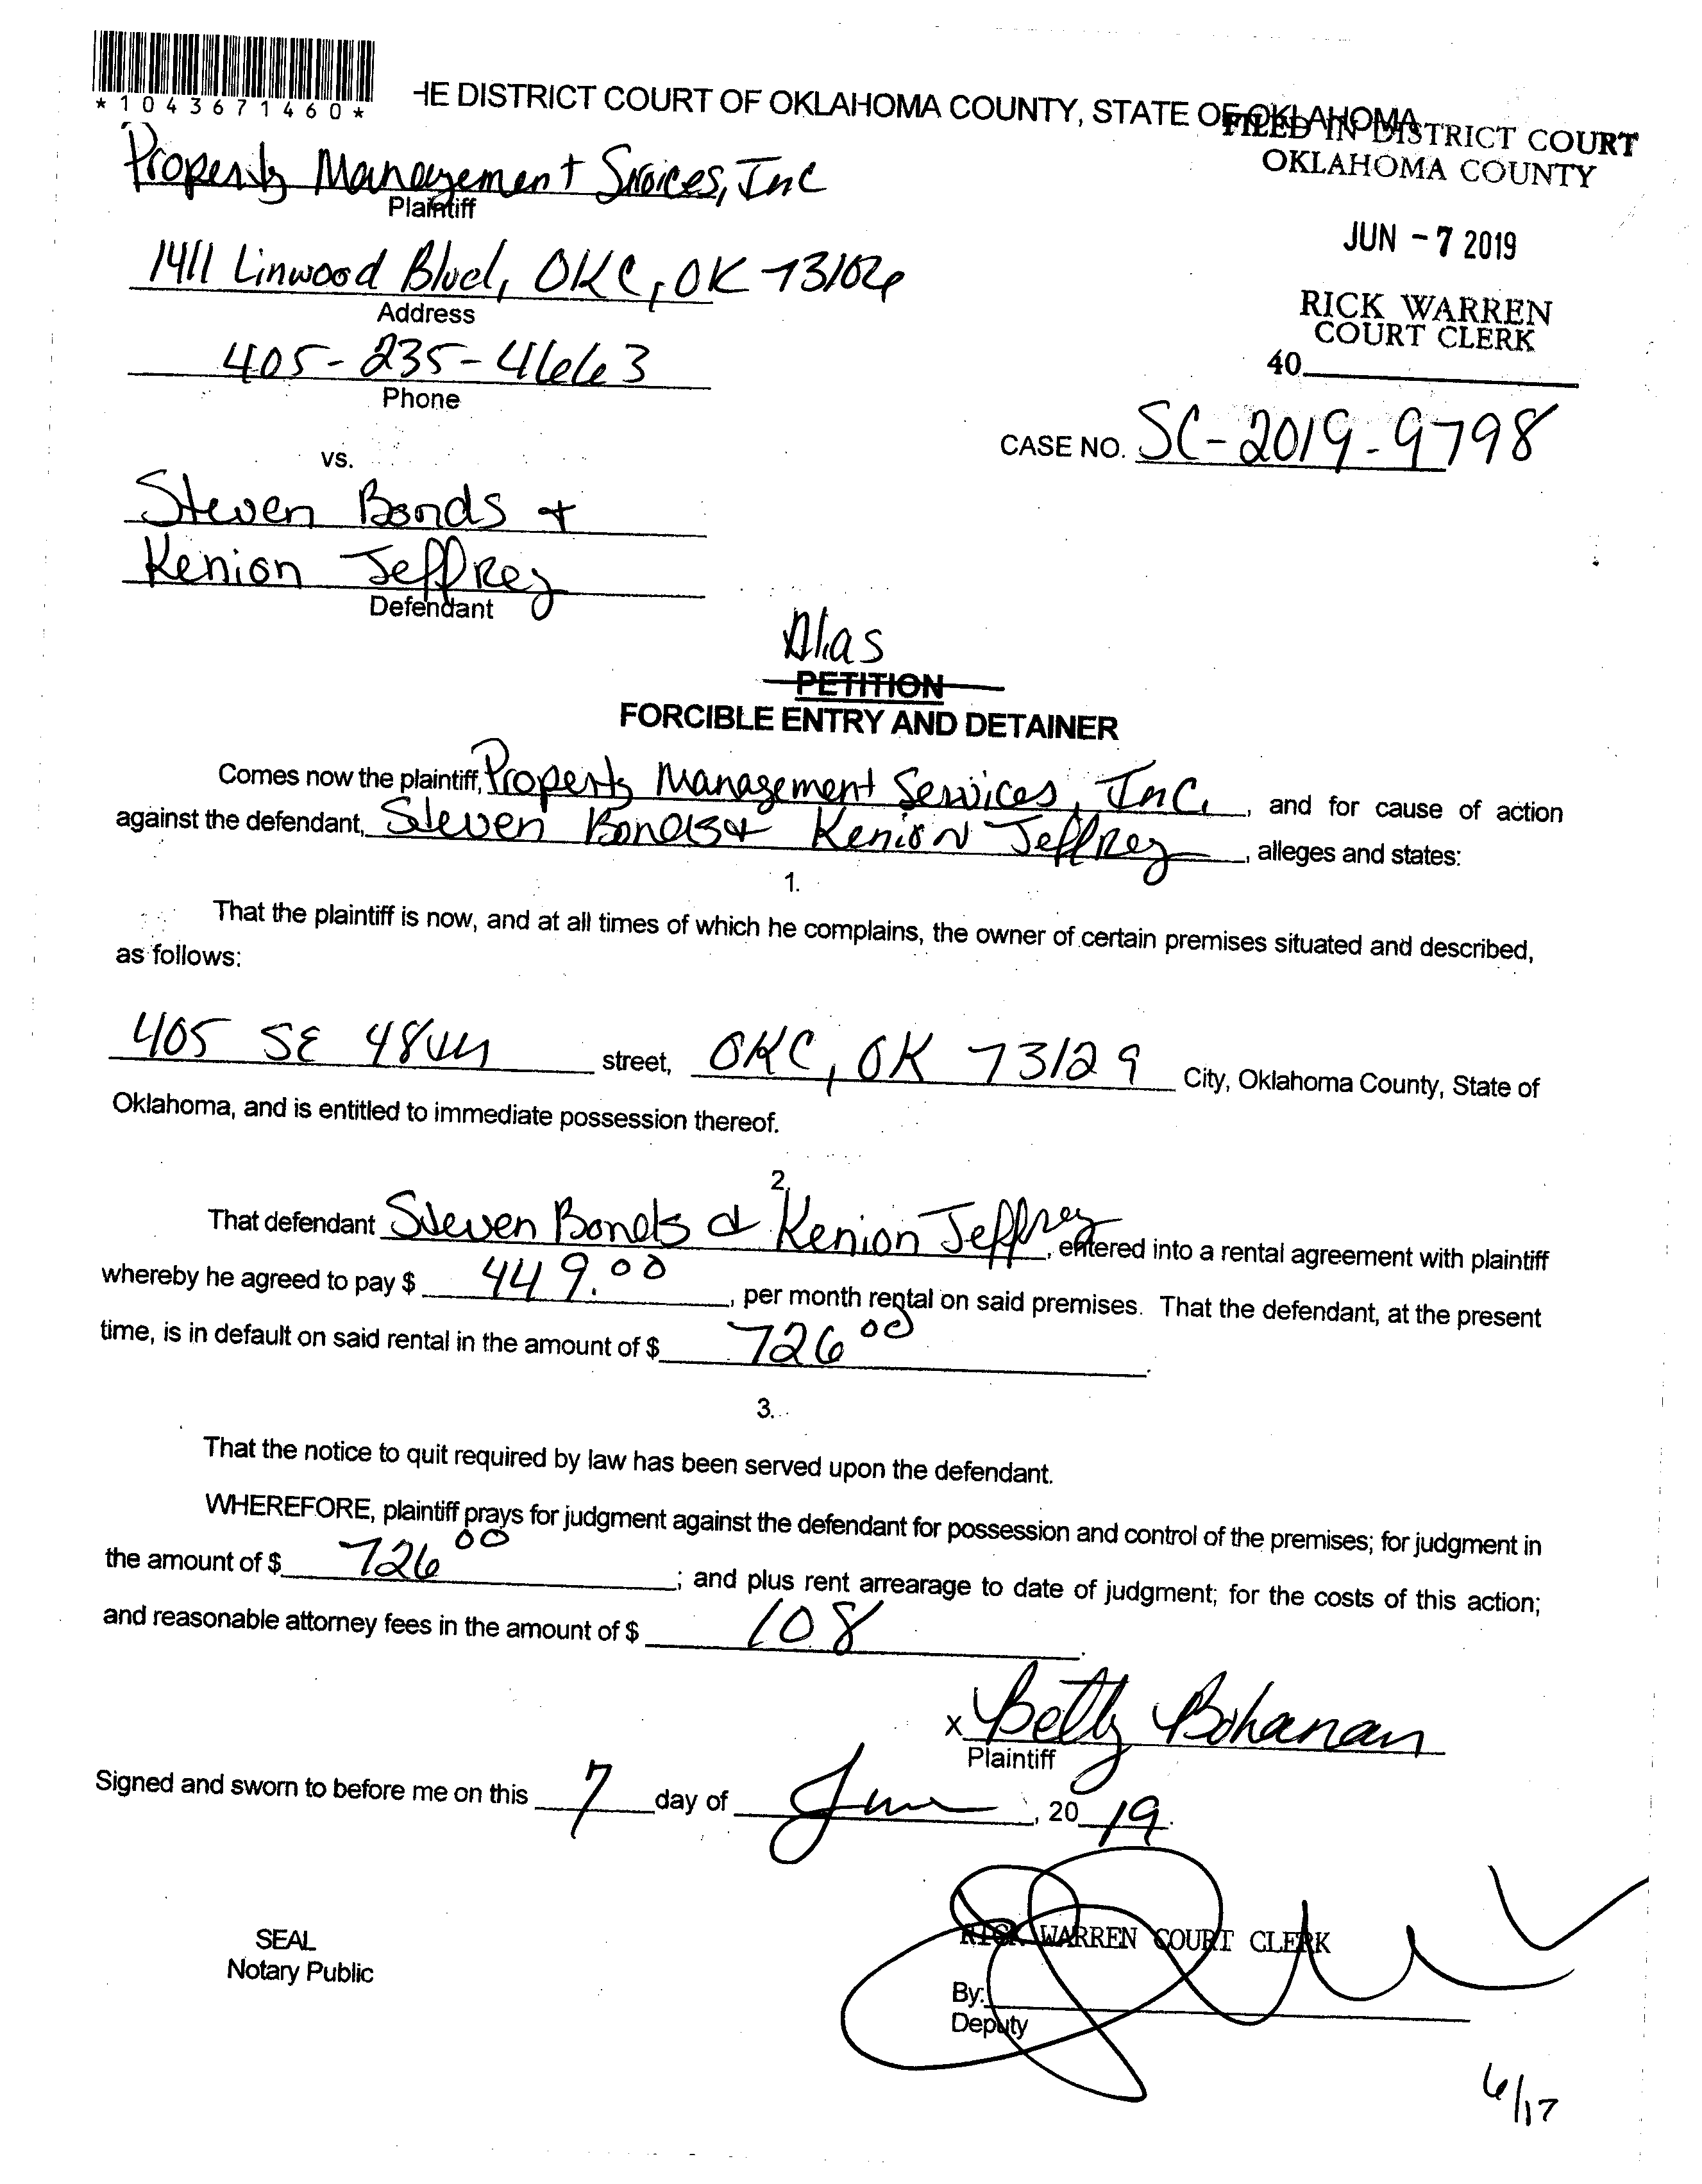 *1043671460*
HE DISTRICT COURT OF OKLAHOMA COUNTY, STATE OF OKLAHOMA
FILED IN DISTRICT COURT
OKLAHOMA COUNTY
JUN -7 2019
RICK WARREN
COURT CLERK
40
Property Management Srvices, Inc
Plaintiff
1411 Linwood Blvd, OKC, OK 73106
Address
405-235-4663
Phone
CASE NO. SC-2019-9798
VS.
Steven Bonds +
Kenion Jeffrey
Defendant
Alias
PETITION
FORCIBLE ENTRY AND DETAINER
Comes now the plaintiff, Property Management Services, Inc., and for cause of action
against the defendant, Steven Bonds + Kenion Jeffrey, alleges and states:
1.
That the plaintiff is now, and at all times of which he complains, the owner of certain premises situated and described,
as follows:
405 SE 48th street, OKC, OK 73129 City, Oklahoma County, State of
Oklahoma, and is entitled to immediate possession thereof.
2.
That defendant Steven Bonds & Kenion Jeffrey, entered into a rental agreement with plaintiff
whereby he agreed to pay $ 449.00, per month rental on said premises. That the defendant, at the present
time, is in default on said rental in the amount of $ 726 00.
3.
That the notice to quit required by law has been served upon the defendant.
WHEREFORE, plaintiff prays for judgment against the defendant for possession and control of the premises; for judgment in
the amount of $ 726 00; and plus rent arrearage to date of judgment; for the costs of this action;
and reasonable attorney fees in the amount of $ 108.
x Betty Bohanan
Plaintiff
Signed and sworn to before me on this 7 day of June, 20 19.
SEAL
Notary Public
RICK WARREN COURT CLERK
By:
Deputy
6/17